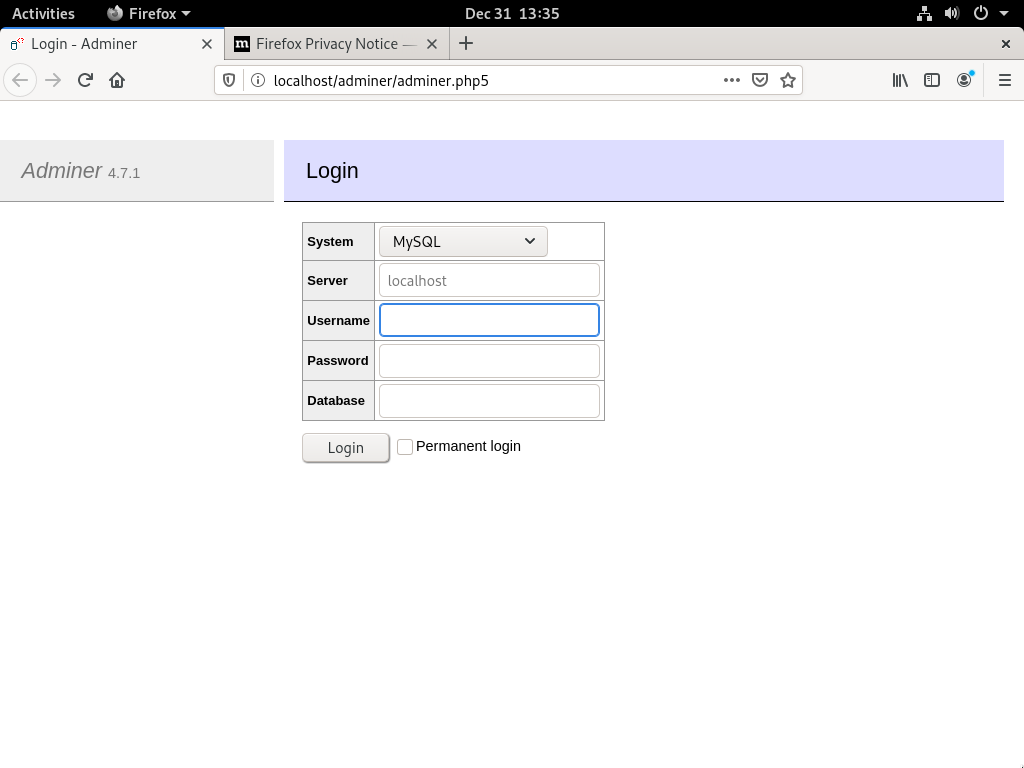 Activities Firefox Dec 31 13:35
Login - Adminer m Firefox Privacy Notice —
localhost/adminer/adminer.php5
Adminer 4.7.1 Login
System MySQL
Server localhost
Username
Password
Database
Login Permanent login